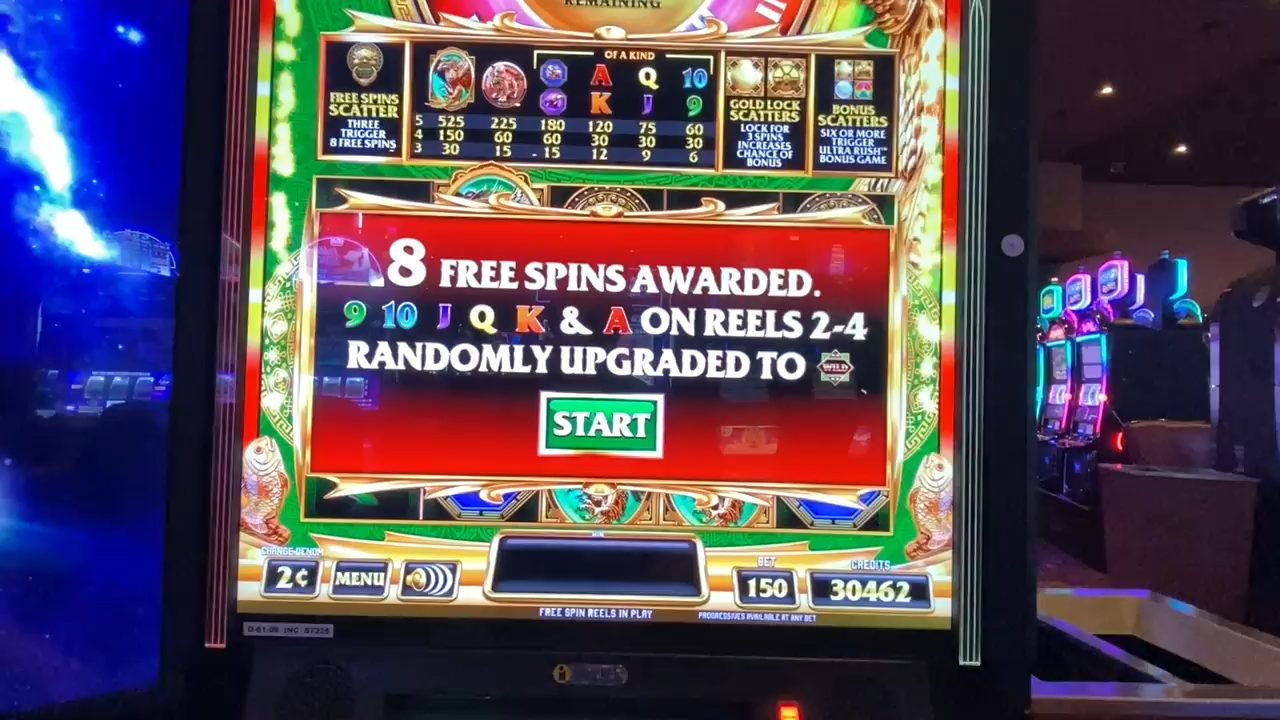 REMAINING
OF A KIND
A Q 10
K J 9
FREE SPINS
SCATTER
THREE
TRIGGER
8 FREE SPINS
5 525 225 180 120 75 60
4 150 60 60 30 30 30
3 30 15 15 12 9 6
GOLD LOCK
SCATTERS
LOCK FOR
3 SPINS
INCREASES
CHANCE OF
BONUS
BONUS
SCATTERS
SIX OR MORE
TRIGGER
ULTRA RUSH™
BONUS GAME
8 FREE SPINS AWARDED.
9 10 J Q K & A ON REELS 2-4
RANDOMLY UPGRADED TO WILD
START
CHANGE DENOM
2¢
MENU
WIN
BET
150
CREDITS
30462
FREE SPIN REELS IN PLAY
PROGRESSIVES AVAILABLE AT ANY BET